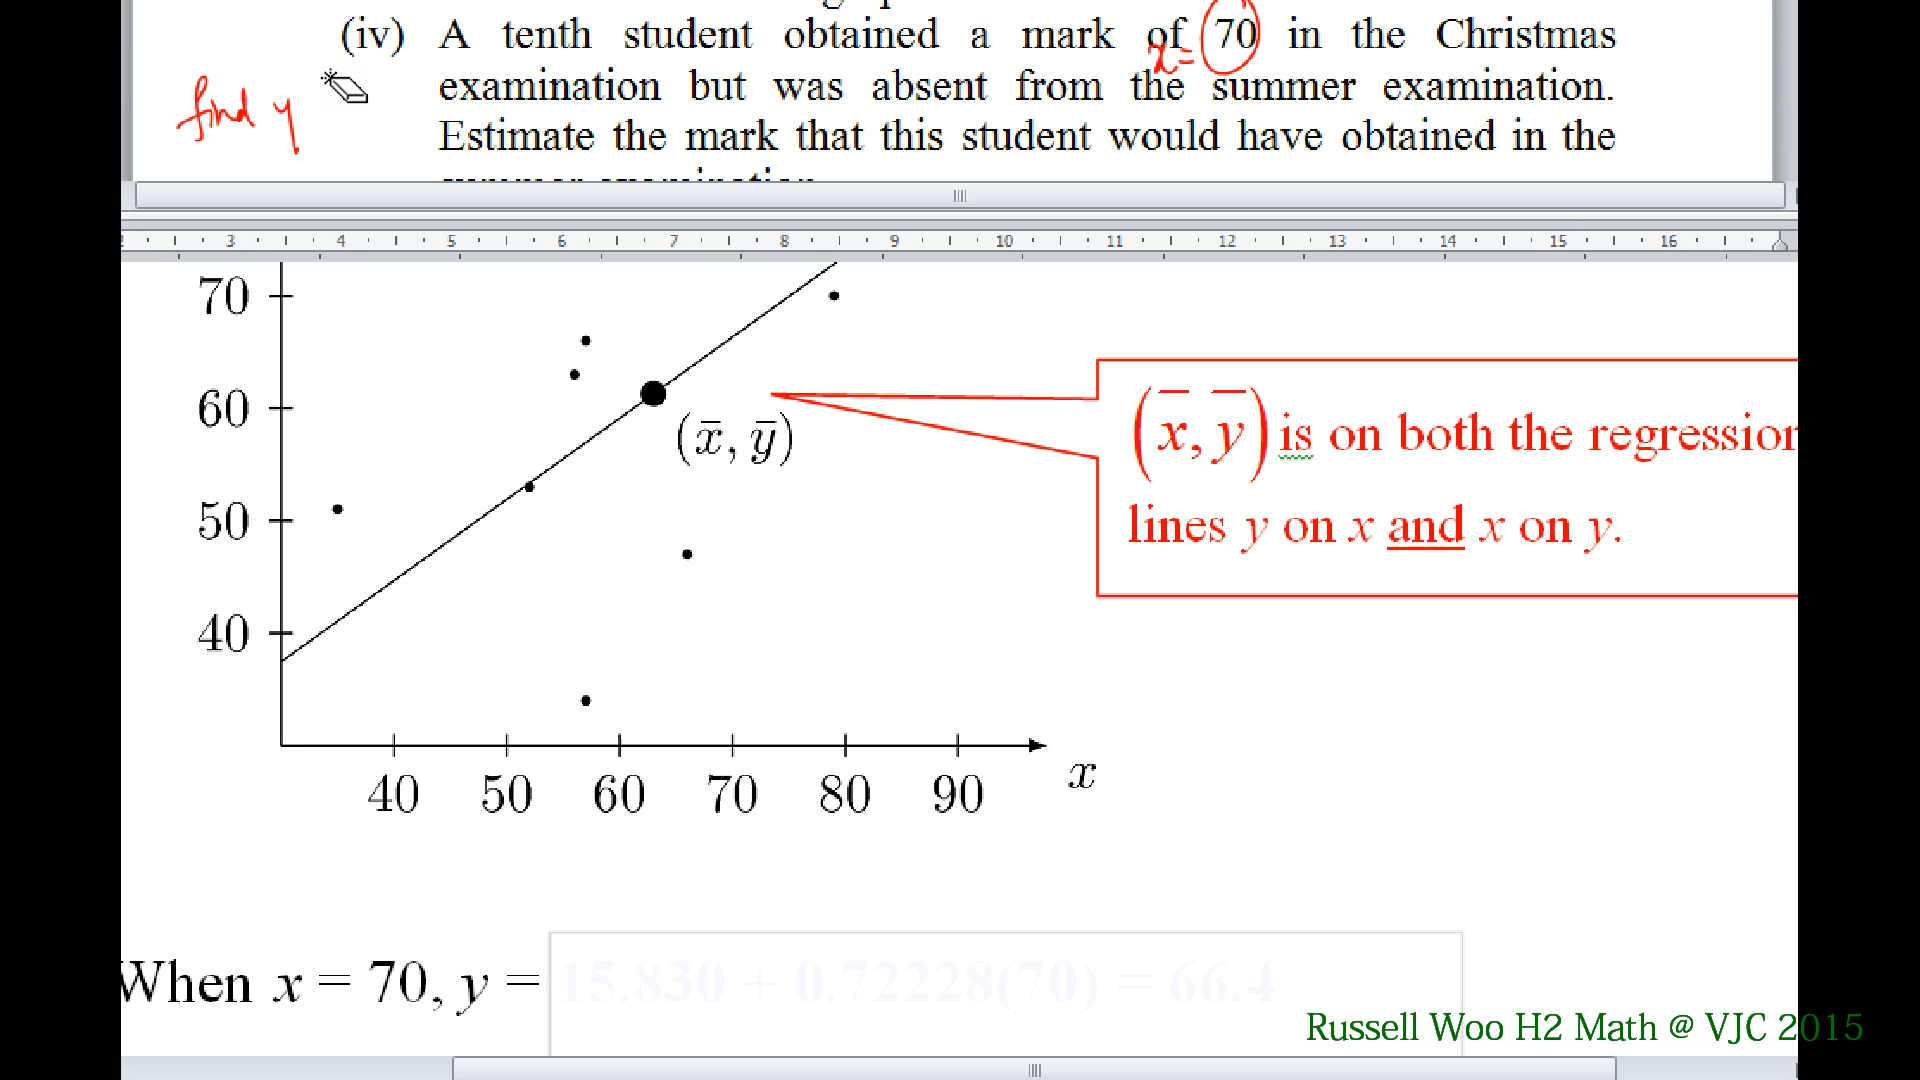 (iv) A tenth student obtained a mark of 70 in the Christmas
x =
find y
examination but was absent from the summer examination.
Estimate the mark that this student would have obtained in the
summer examination.
3 4 5 6 7 8 9 10 11 12 13 14 15 16
70
60
50
40
(x̅, y̅)
(x̅, y̅) is on both the regression
lines y on x and x on y.
40 50 60 70 80 90
x
When x = 70, y = 15.830 + 0.72228(70) = 66.4
Russell Woo H2 Math @ VJC 2015